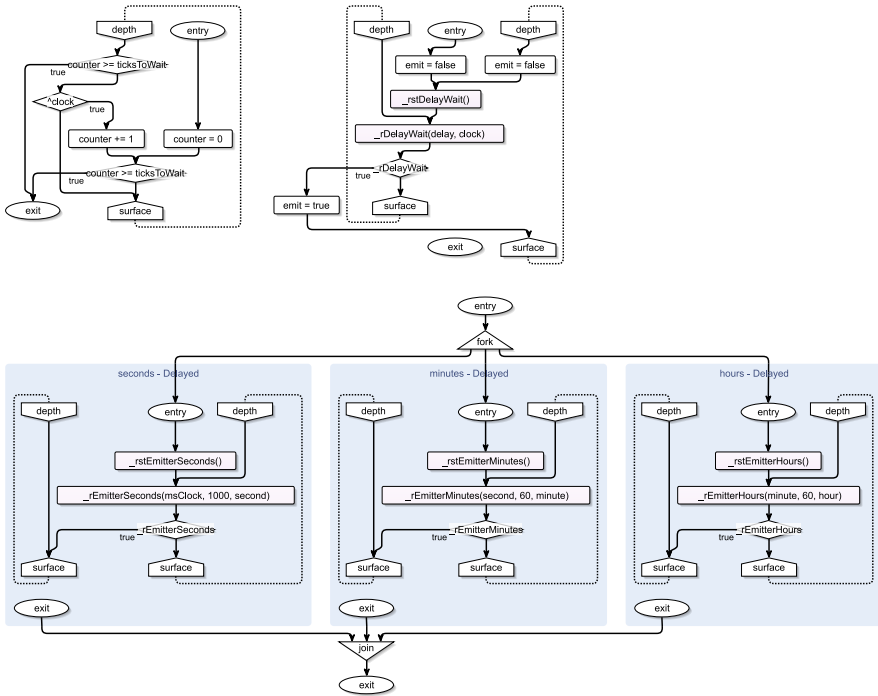 depth
entry
counter >= ticksToWait
true
^clock
true
counter += 1
counter = 0
counter >= ticksToWait
true
exit
surface
depth
entry
depth
emit = false
emit = false
_rstDelayWait()
_rDelayWait(delay, clock)
_rDelayWait
true
emit = true
surface
exit
surface
entry
fork
seconds - Delayed
depth
entry
depth
_rstEmitterSeconds()
_rEmitterSeconds(msClock, 1000, second)
_rEmitterSeconds
true
surface
surface
exit
minutes - Delayed
depth
entry
depth
_rstEmitterMinutes()
_rEmitterMinutes(second, 60, minute)
_rEmitterMinutes
true
surface
surface
exit
hours - Delayed
depth
entry
depth
_rstEmitterHours()
_rEmitterHours(minute, 60, hour)
_rEmitterHours
true
surface
surface
exit
join
exit